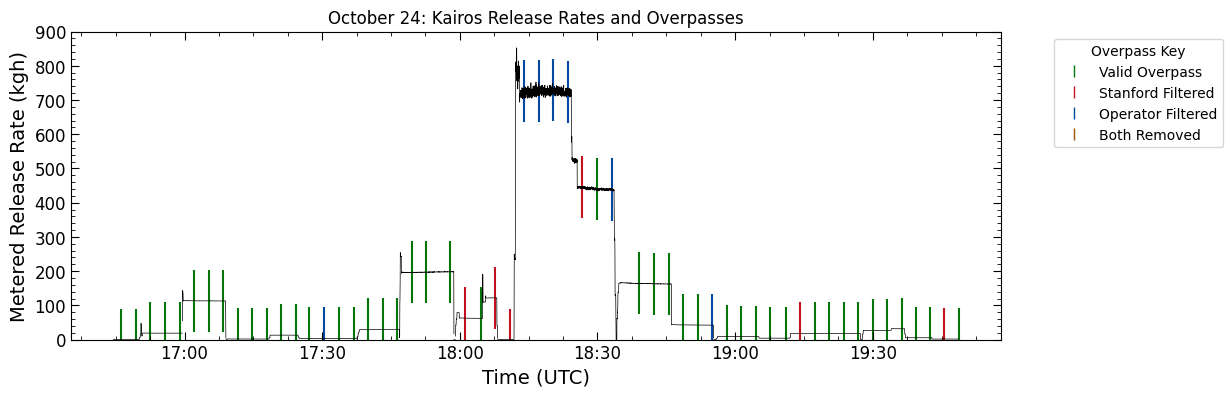 October 24: Kairos Release Rates and Overpasses
900
800
700
600
500
400
300
200
100
0
Metered Release Rate (kgh)
17:00
17:30
18:00
18:30
19:00
19:30
Time (UTC)
Overpass Key
Valid Overpass
Stanford Filtered
Operator Filtered
Both Removed